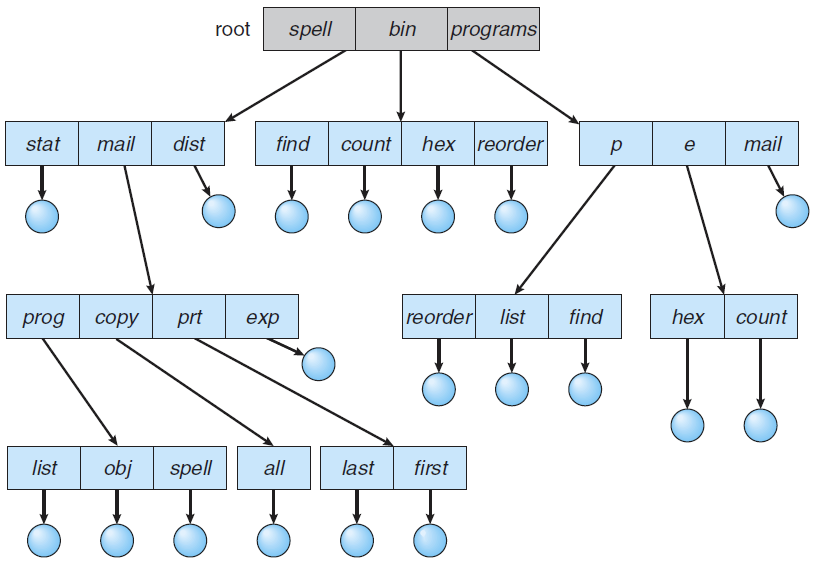 root spell bin programs
stat mail dist find count hex reorder p e mail
prog copy prt exp reorder list find hex count
list obj spell all last first